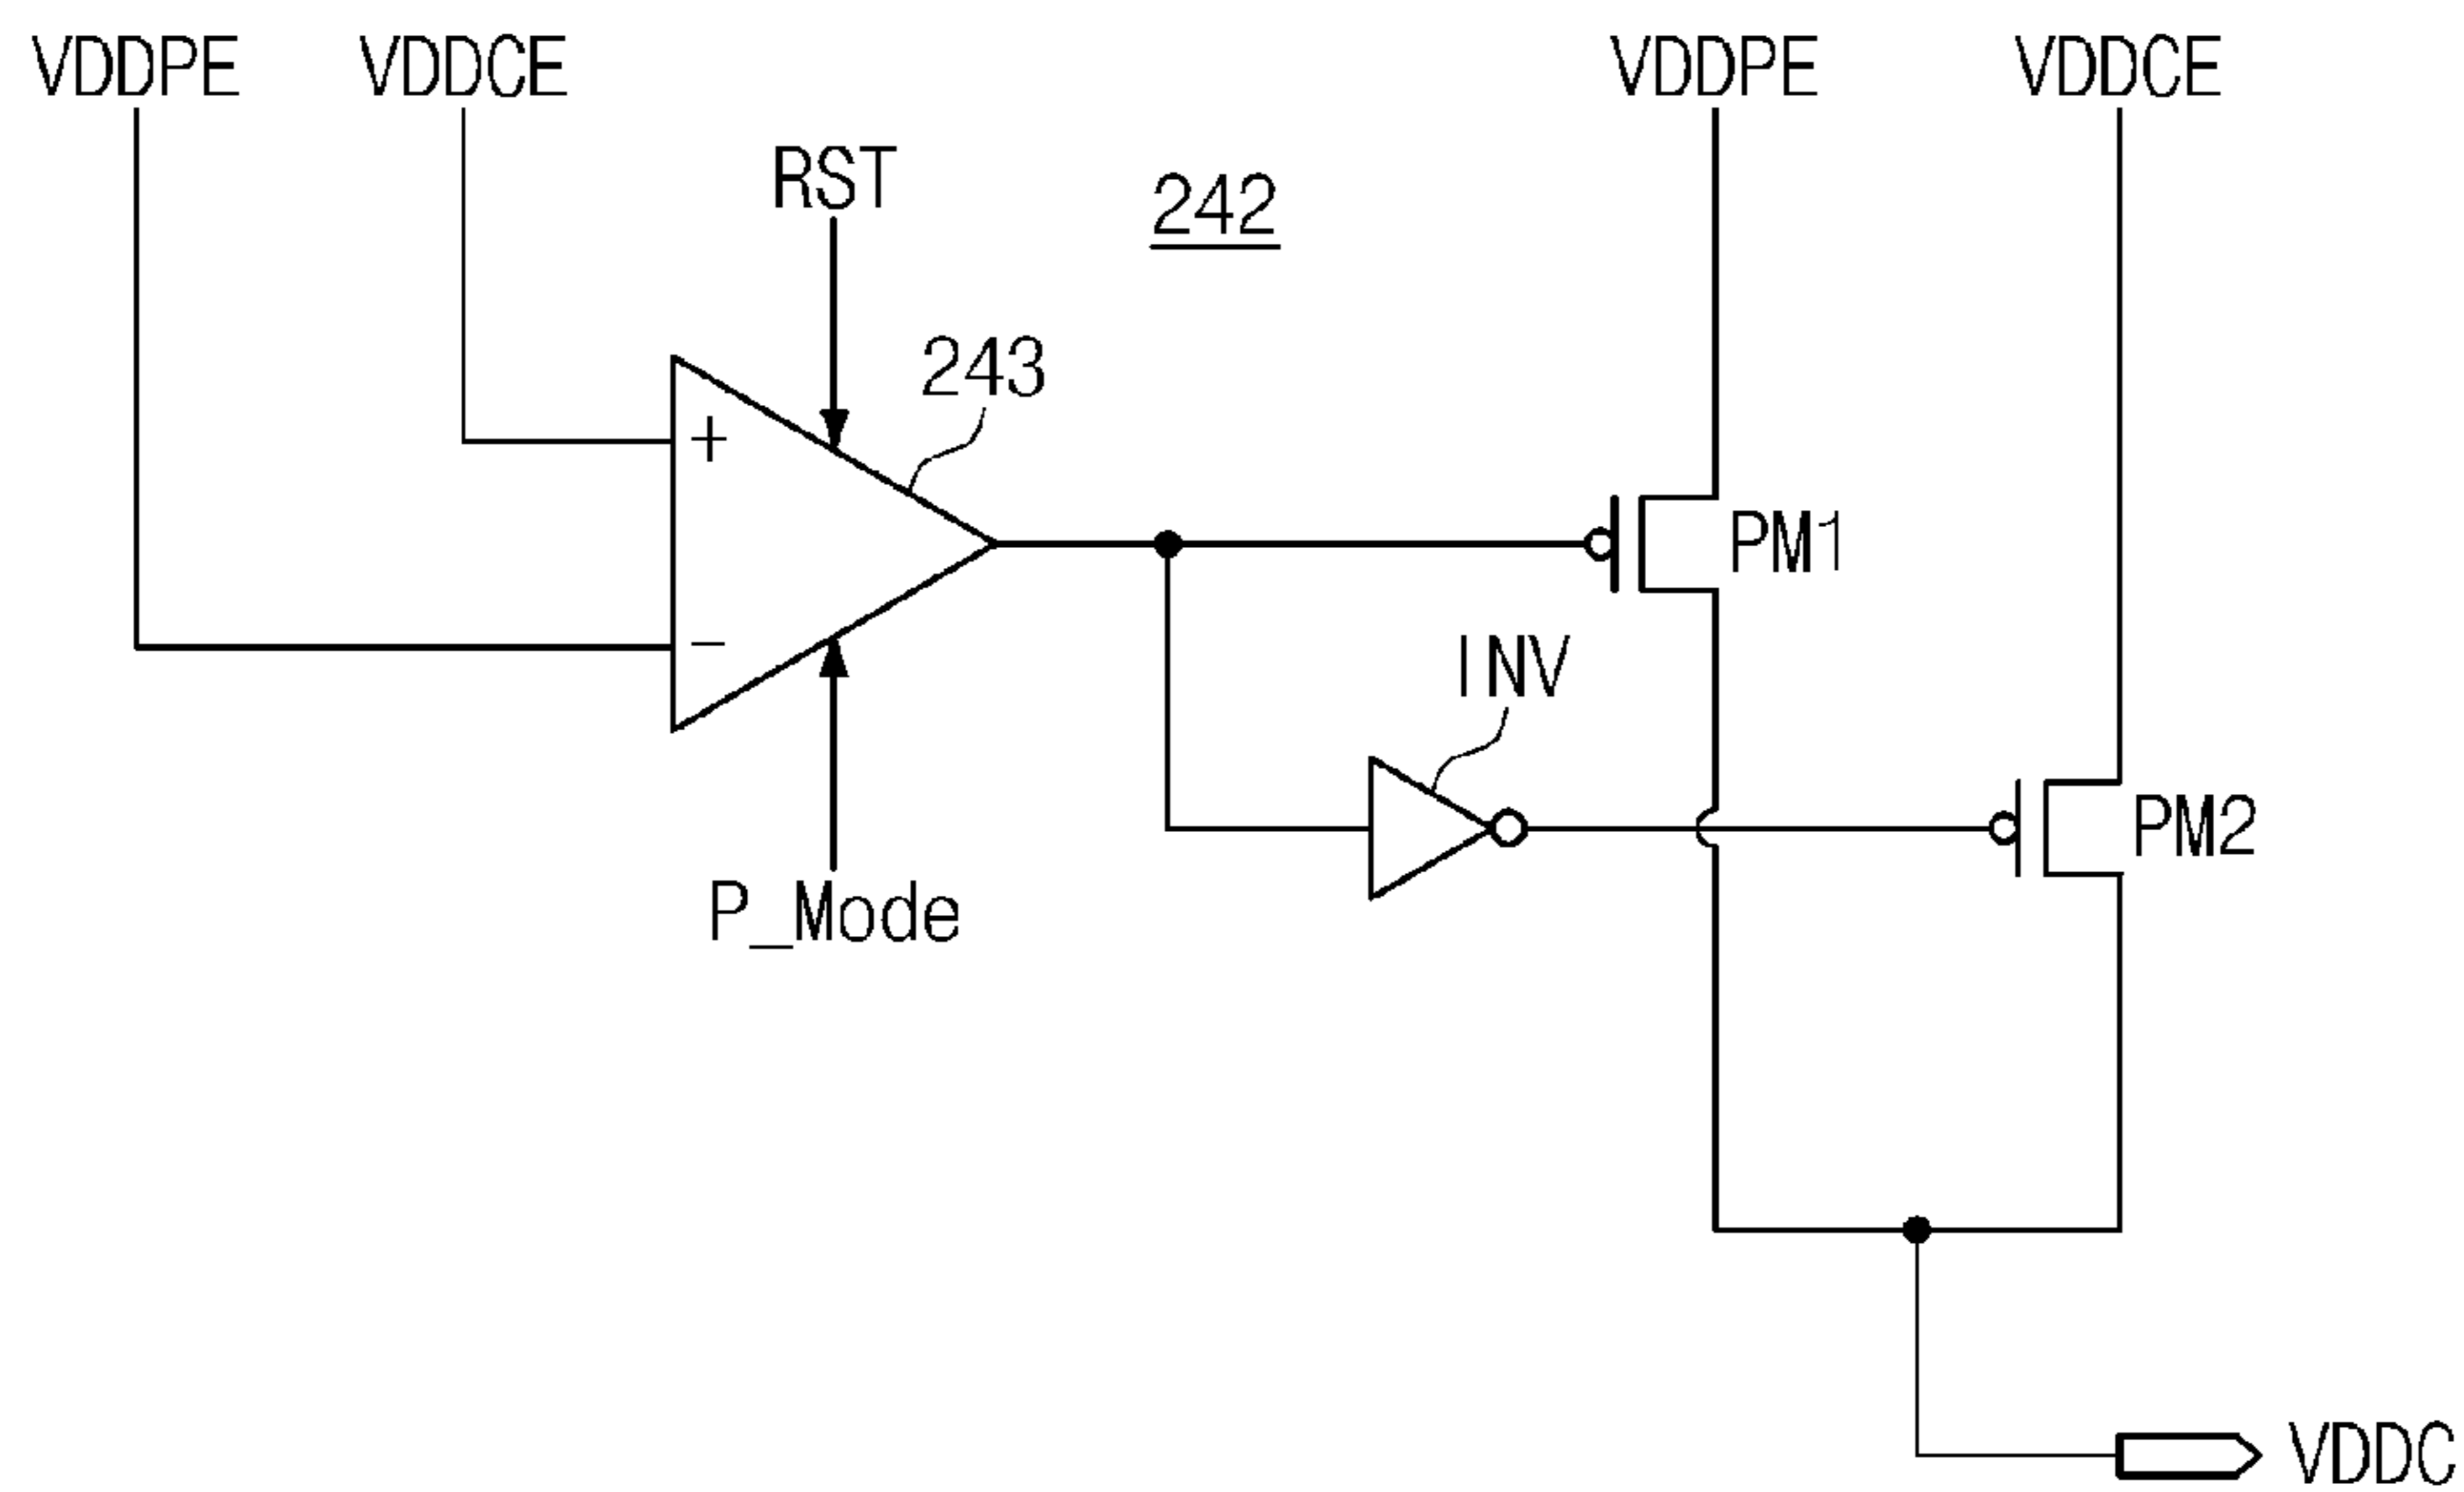 VDDPE VDDCE VDDPE VDDCE
RST
242
243
+
PM1
−
INV
PM2
P_Mode
VDDC